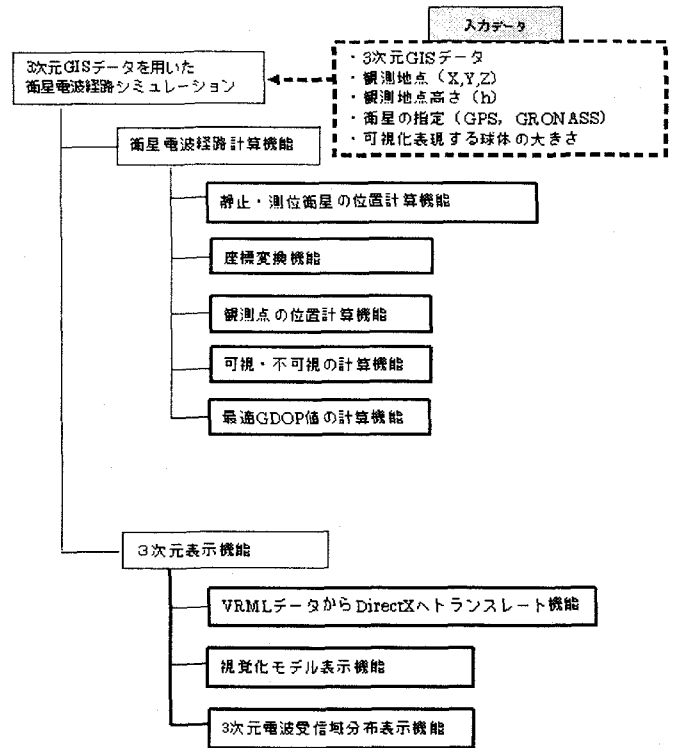 入力データ
・3次元GISデータ
・観測地点（X,Y,Z）
・観測地点高さ（h）
・衛星の指定（GPS，GRONASS）
・可視化表現する球体の大きさ
3次元GISデータを用いた
衛星電波経路シミュレーション
衛星電波経路計算機能
静止・測位衛星の位置計算機能
座標変換機能
観測点の位置計算機能
可視・不可視の計算機能
最適GDOP値の計算機能
3次元表示機能
VRMLデータからDirectXへトランスレート機能
視覚化モデル表示機能
3次元電波受信域分布表示機能